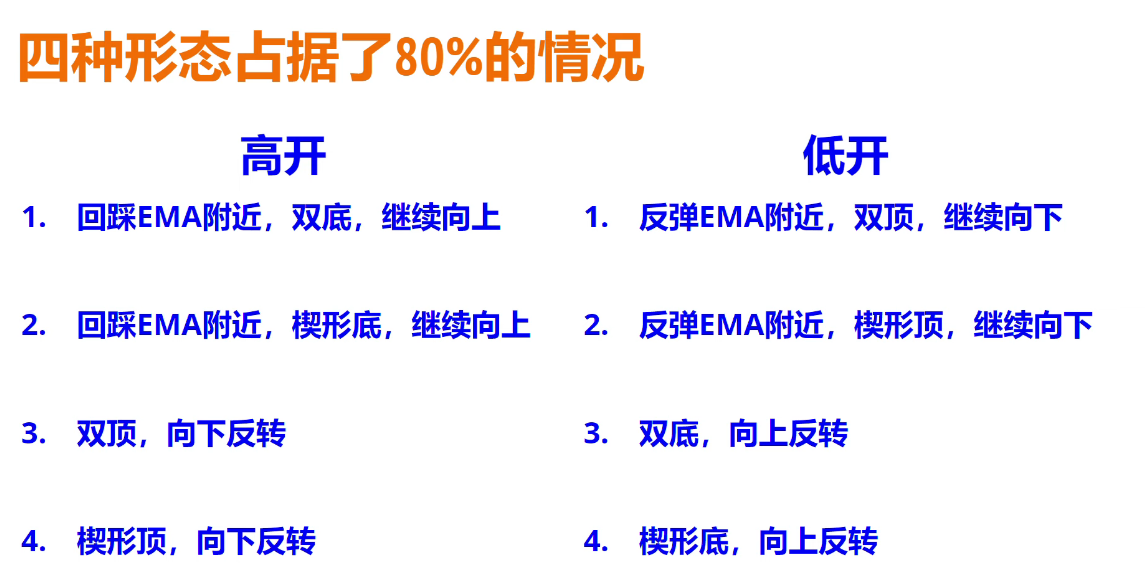 四种形态占据了80%的情况
高开
1. 回踩EMA附近，双底，继续向上
2. 回踩EMA附近，楔形底，继续向上
3. 双顶，向下反转
4. 楔形顶，向下反转
低开
1. 反弹EMA附近，双顶，继续向下
2. 反弹EMA附近，楔形顶，继续向下
3. 双底，向上反转
4. 楔形底，向上反转